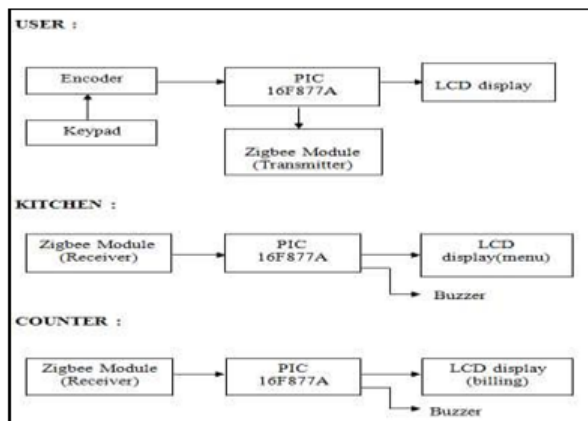 USER :
Encoder
PIC
16F877A
LCD display
Keypad
Zigbee Module
(Transmitter)
KITCHEN :
Zigbee Module
(Receiver)
PIC
16F877A
LCD
display(menu)
Buzzer
COUNTER :
Zigbee Module
(Receiver)
PIC
16F877A
LCD display
(billing)
Buzzer